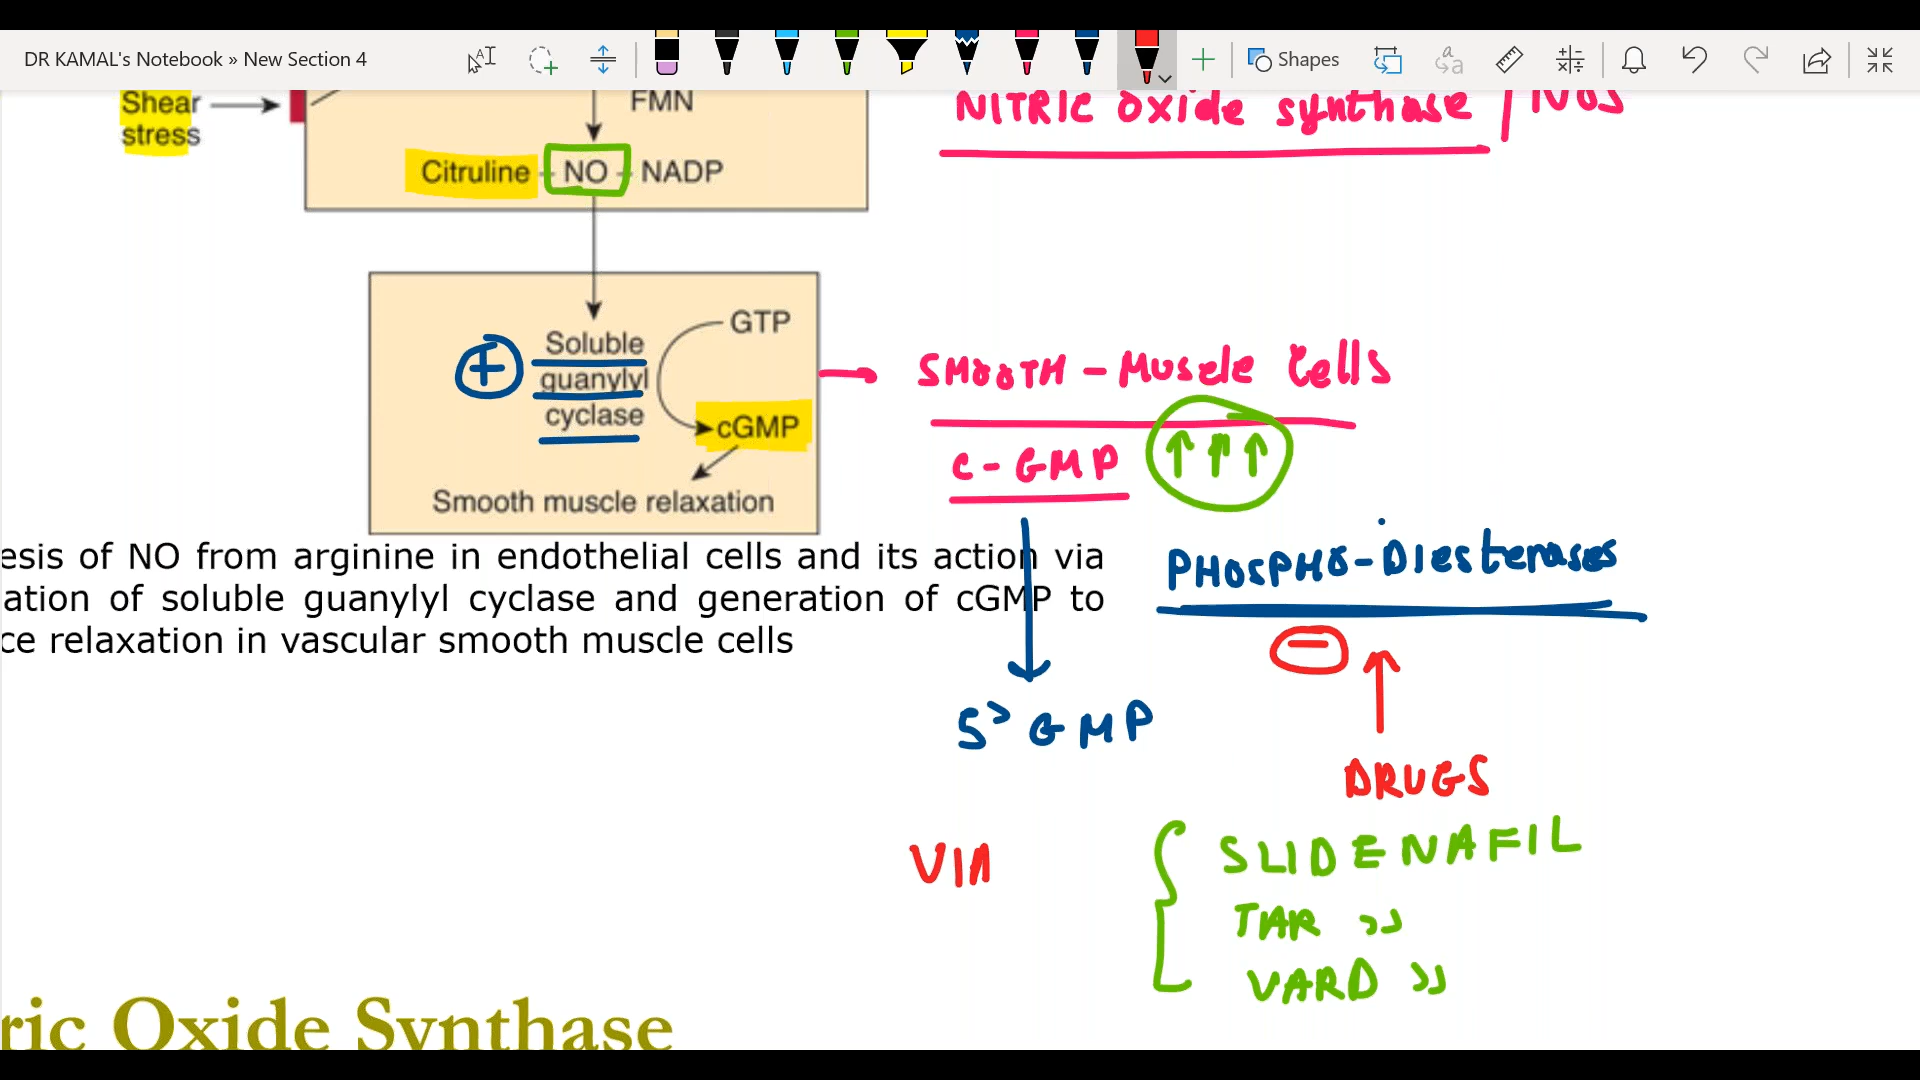 DR KAMAL's Notebook » New Section 4
Shapes
Shear
stress
FMN
Citruline NO NADP
NITRIC Oxide synthase / NOS
Soluble
guanylyl
cyclase
GTP
cGMP
Smooth muscle relaxation
SMOOTH-Muscle Cells
C-GMP
esis of NO from arginine in endothelial cells and its action via
ation of soluble guanylyl cyclase and generation of cGMP to
ce relaxation in vascular smooth muscle cells
PHOSPHO-Diesterases
5' GMP
DRUGS
VIA
SLIDENAFIL
TAR ››
VARD ››
ric Oxide Synthase